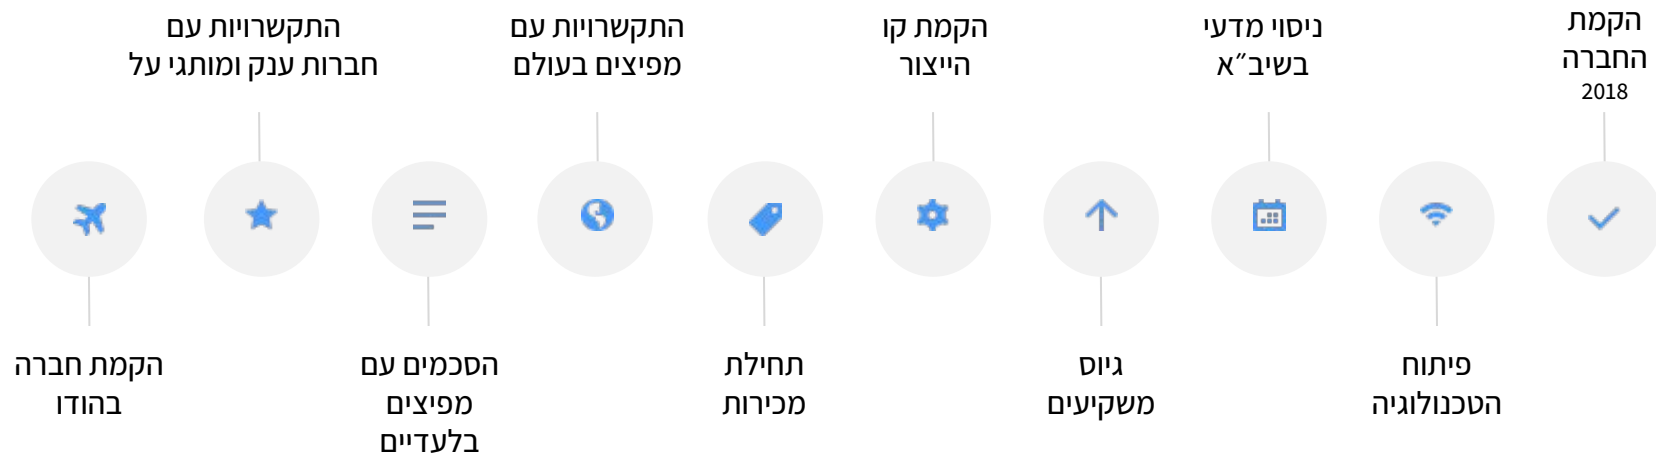 הקמת
החברה
2018
פיתוח
הטכנולוגיה
ניסוי מדעי
בשיב״א
גיוס
משקיעים
הקמת קו
הייצור
תחילת
מכירות
התקשרויות עם
מפיצים בעולם
הסכמים עם
מפיצים
בלעדיים
התקשרויות עם
חברות ענק ומותגי על
הקמת חברה
בהודו